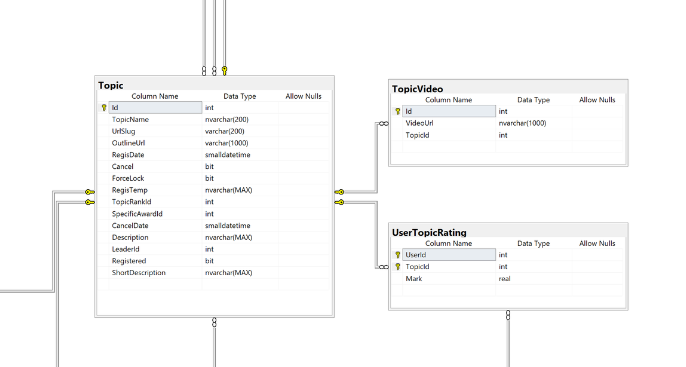 Topic
Column Name Data Type Allow Nulls
Id int
TopicName nvarchar(200)
UrlSlug varchar(200)
OutlineUrl varchar(1000)
RegisDate smalldatetime
Cancel bit
ForceLock bit
RegisTemp nvarchar(MAX)
TopicRankId int
SpecificAwardId int
CancelDate smalldatetime
Description nvarchar(MAX)
LeaderId int
Registered bit
ShortDescription nvarchar(MAX)
TopicVideo
Column Name Data Type Allow Nulls
Id int
VideoUrl nvarchar(1000)
TopicId int
UserTopicRating
Column Name Data Type Allow Nulls
UserId int
TopicId int
Mark real